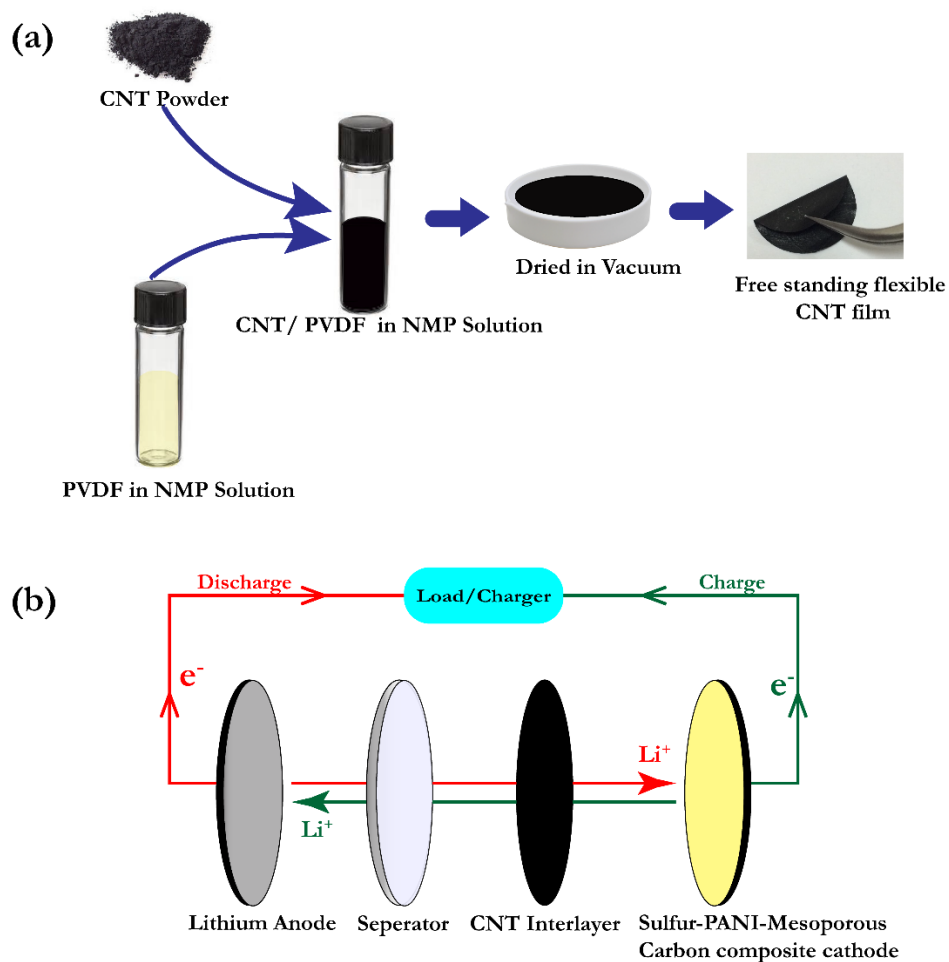 (a)
CNT Powder
CNT/ PVDF in NMP Solution
Dried in Vacuum
Free standing flexible
CNT film
PVDF in NMP Solution
(b)
Discharge
Load/Charger
Charge
e-
e-
Li+
Li+
Lithium Anode
Seperator
CNT Interlayer
Sulfur-PANI-Mesoporous
Carbon composite cathode